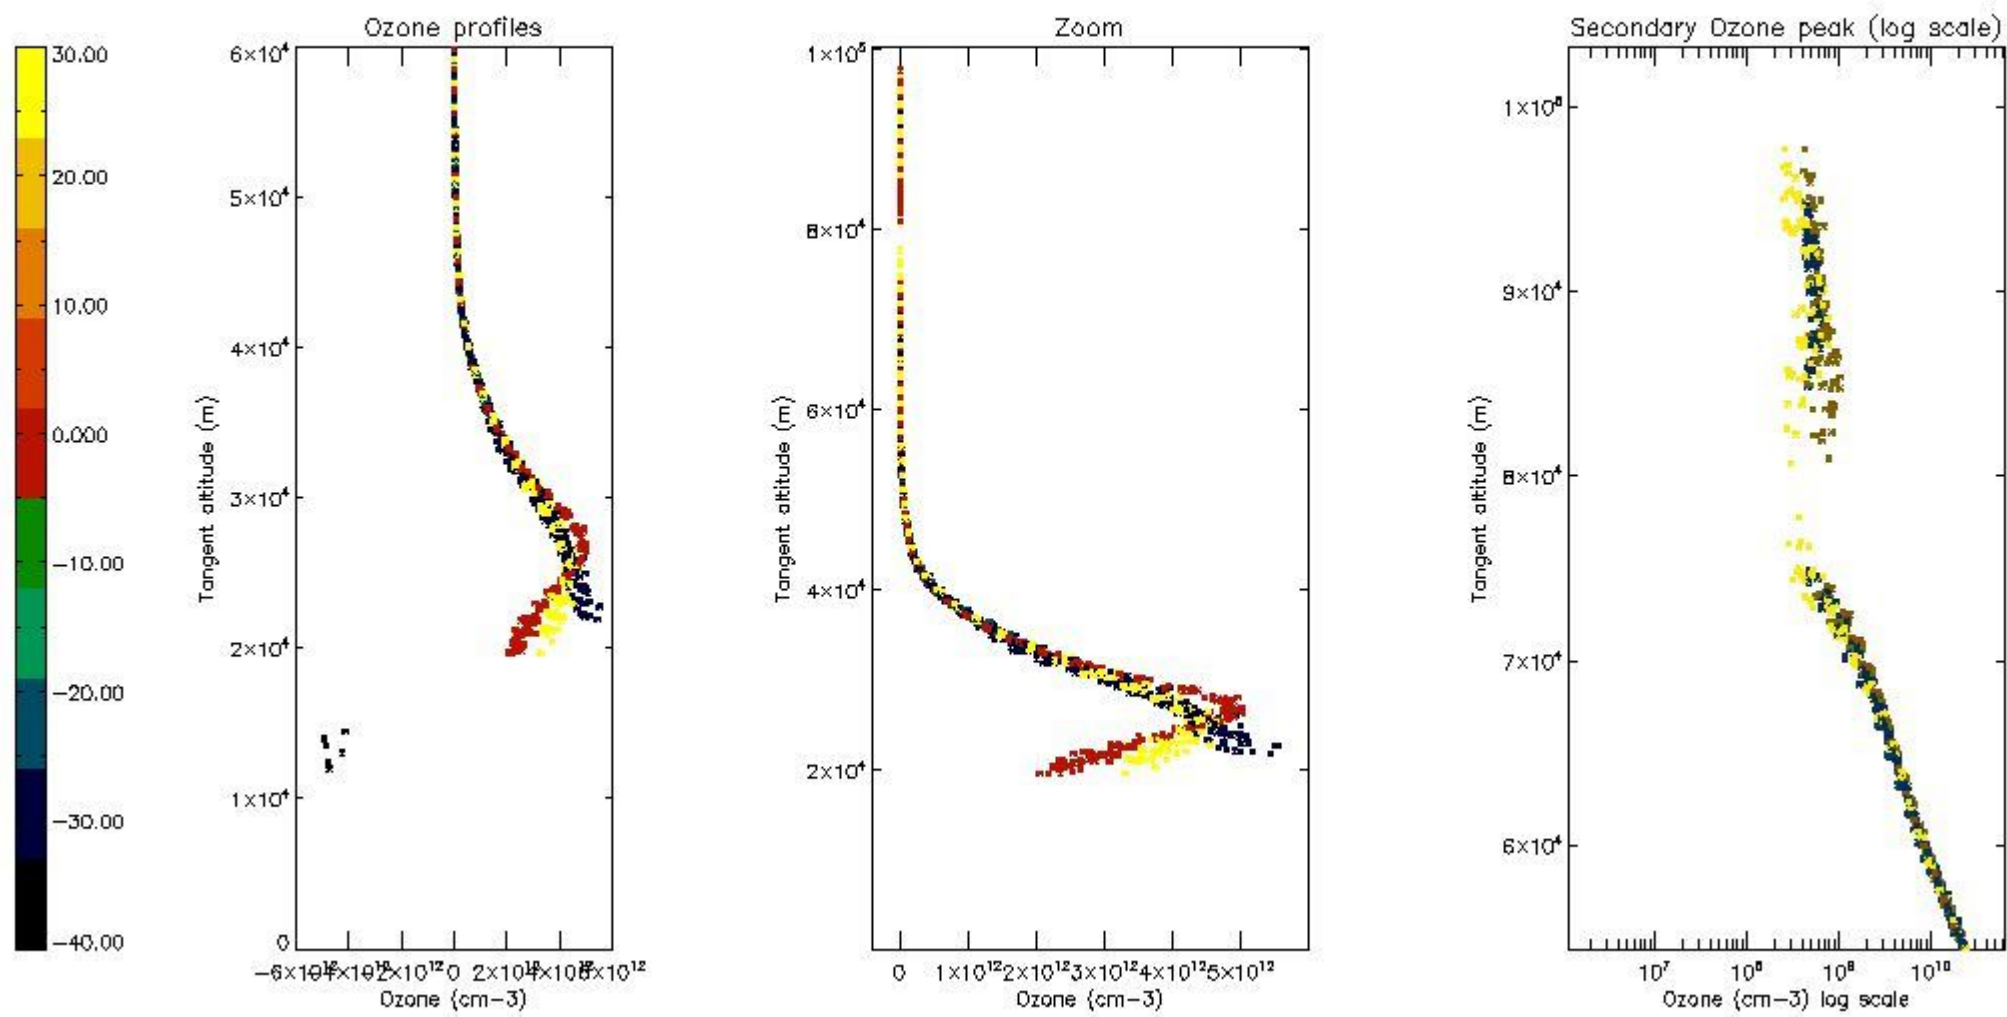 Ozone profiles
Zoom
Secondary Ozone peak (log scale)
30.00
20.00
10.00
0.000
−10.00
−20.00
−30.00
−40.00
6×10⁴
5×10⁴
4×10⁴
3×10⁴
2×10⁴
1×10⁴
0
Tangent altitude (m)
2×10¹² 0
Ozone (cm−3)
1×10⁵
8×10⁴
6×10⁴
4×10⁴
2×10⁴
Tangent altitude (m)
0 1×10¹² 2×10¹² 3×10¹² 4×10¹² 5×10¹²
Ozone (cm−3)
9×10⁴
8×10⁴
7×10⁴
6×10⁴
Tangent altitude (m)
10⁷ 10⁸ 10⁹ 10¹⁰
Ozone (cm−3) log scale